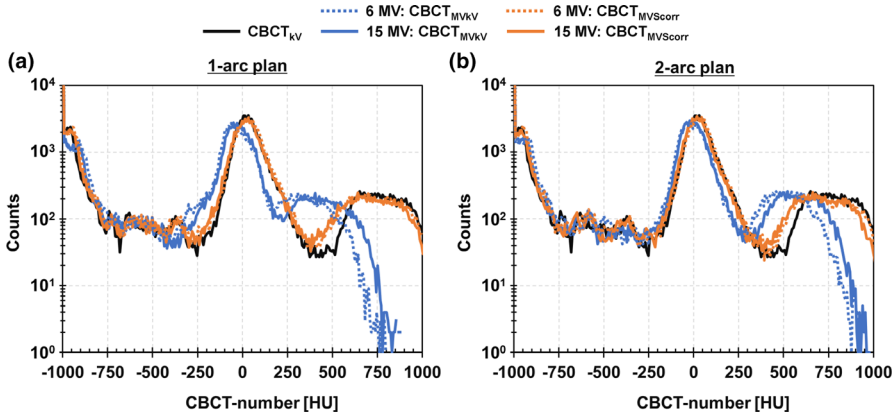 6 MV: CBCT_MVkV 6 MV: CBCT_MVScorr
CBCT_kV 15 MV: CBCT_MVkV 15 MV: CBCT_MVScorr
(a) 1-arc plan (b) 2-arc plan
10^4 10^4
10^3 10^3
Counts Counts
10^2 10^2
10^1 10^1
10^0 10^0
-1000 -750 -500 -250 0 250 500 750 1000 -1000 -750 -500 -250 0 250 500 750 1000
CBCT-number [HU] CBCT-number [HU]